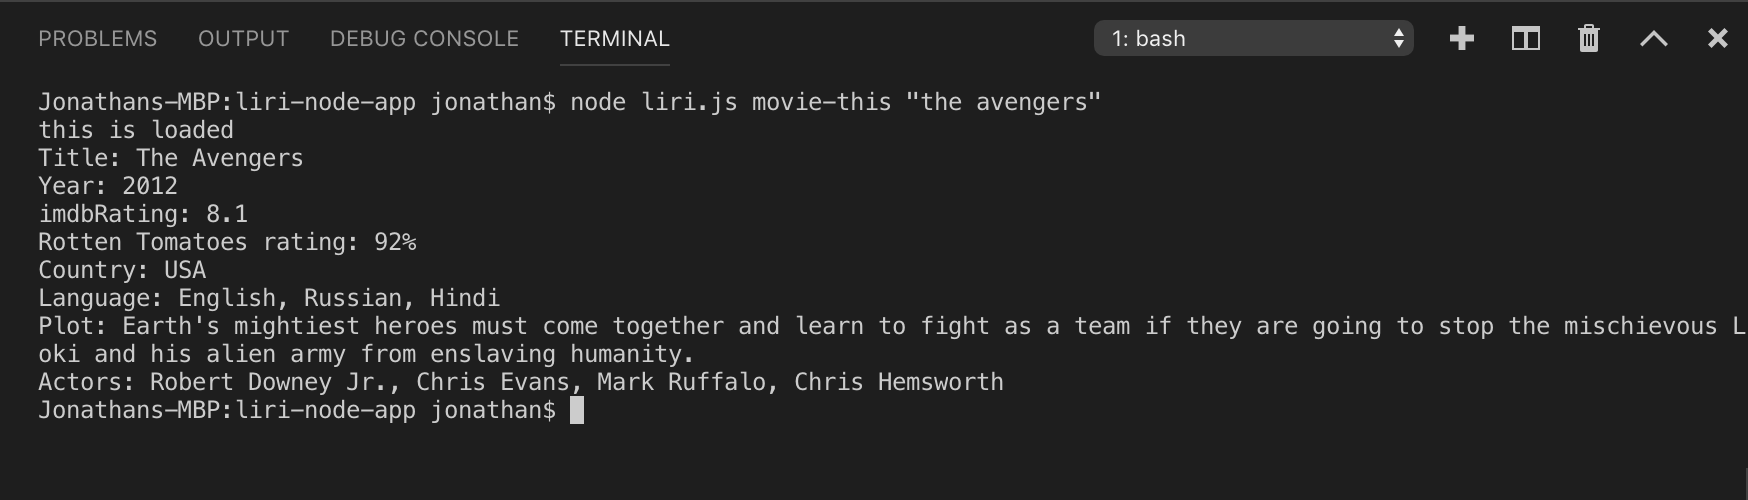 PROBLEMS OUTPUT DEBUG CONSOLE TERMINAL 1: bash
Jonathans-MBP:liri-node-app jonathan$ node liri.js movie-this "the avengers"
this is loaded
Title: The Avengers
Year: 2012
imdbRating: 8.1
Rotten Tomatoes rating: 92%
Country: USA
Language: English, Russian, Hindi
Plot: Earth's mightiest heroes must come together and learn to fight as a team if they are going to stop the mischievous L
oki and his alien army from enslaving humanity.
Actors: Robert Downey Jr., Chris Evans, Mark Ruffalo, Chris Hemsworth
Jonathans-MBP:liri-node-app jonathan$